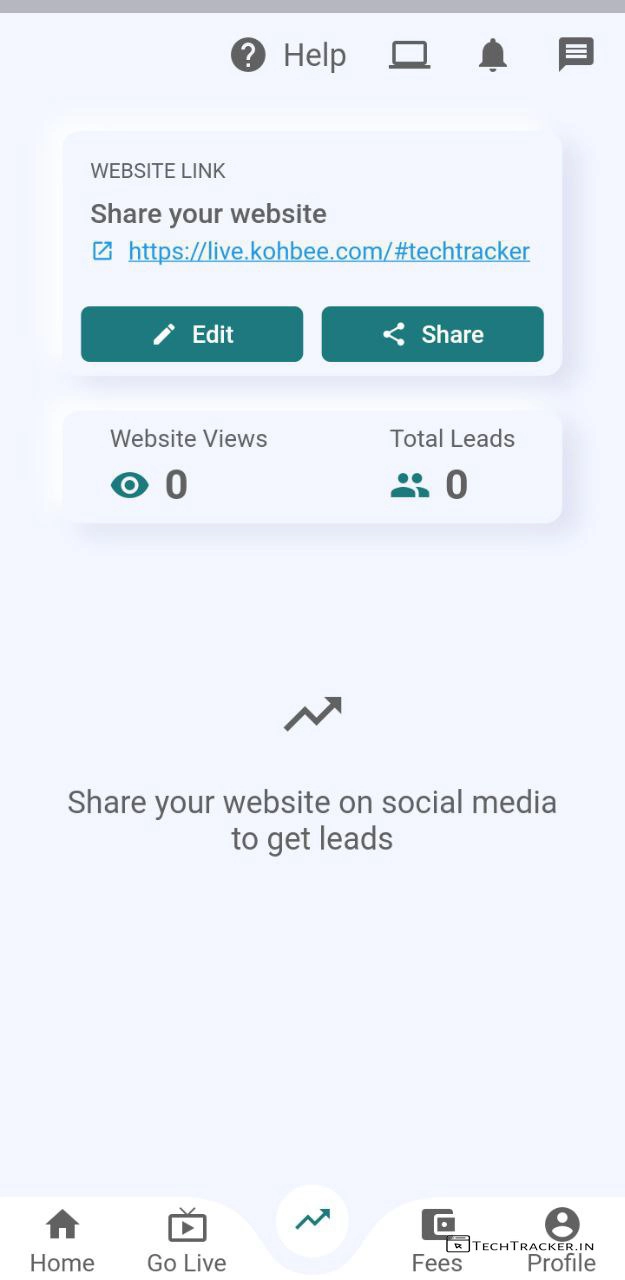 Help
WEBSITE LINK
Share your website
https://live.kohbee.com/#techtracker
Edit
Share
Website Views
Total Leads
0
0
Share your website on social media
to get leads
Home
Go Live
Fees
Profile
TECHTRACKER.IN